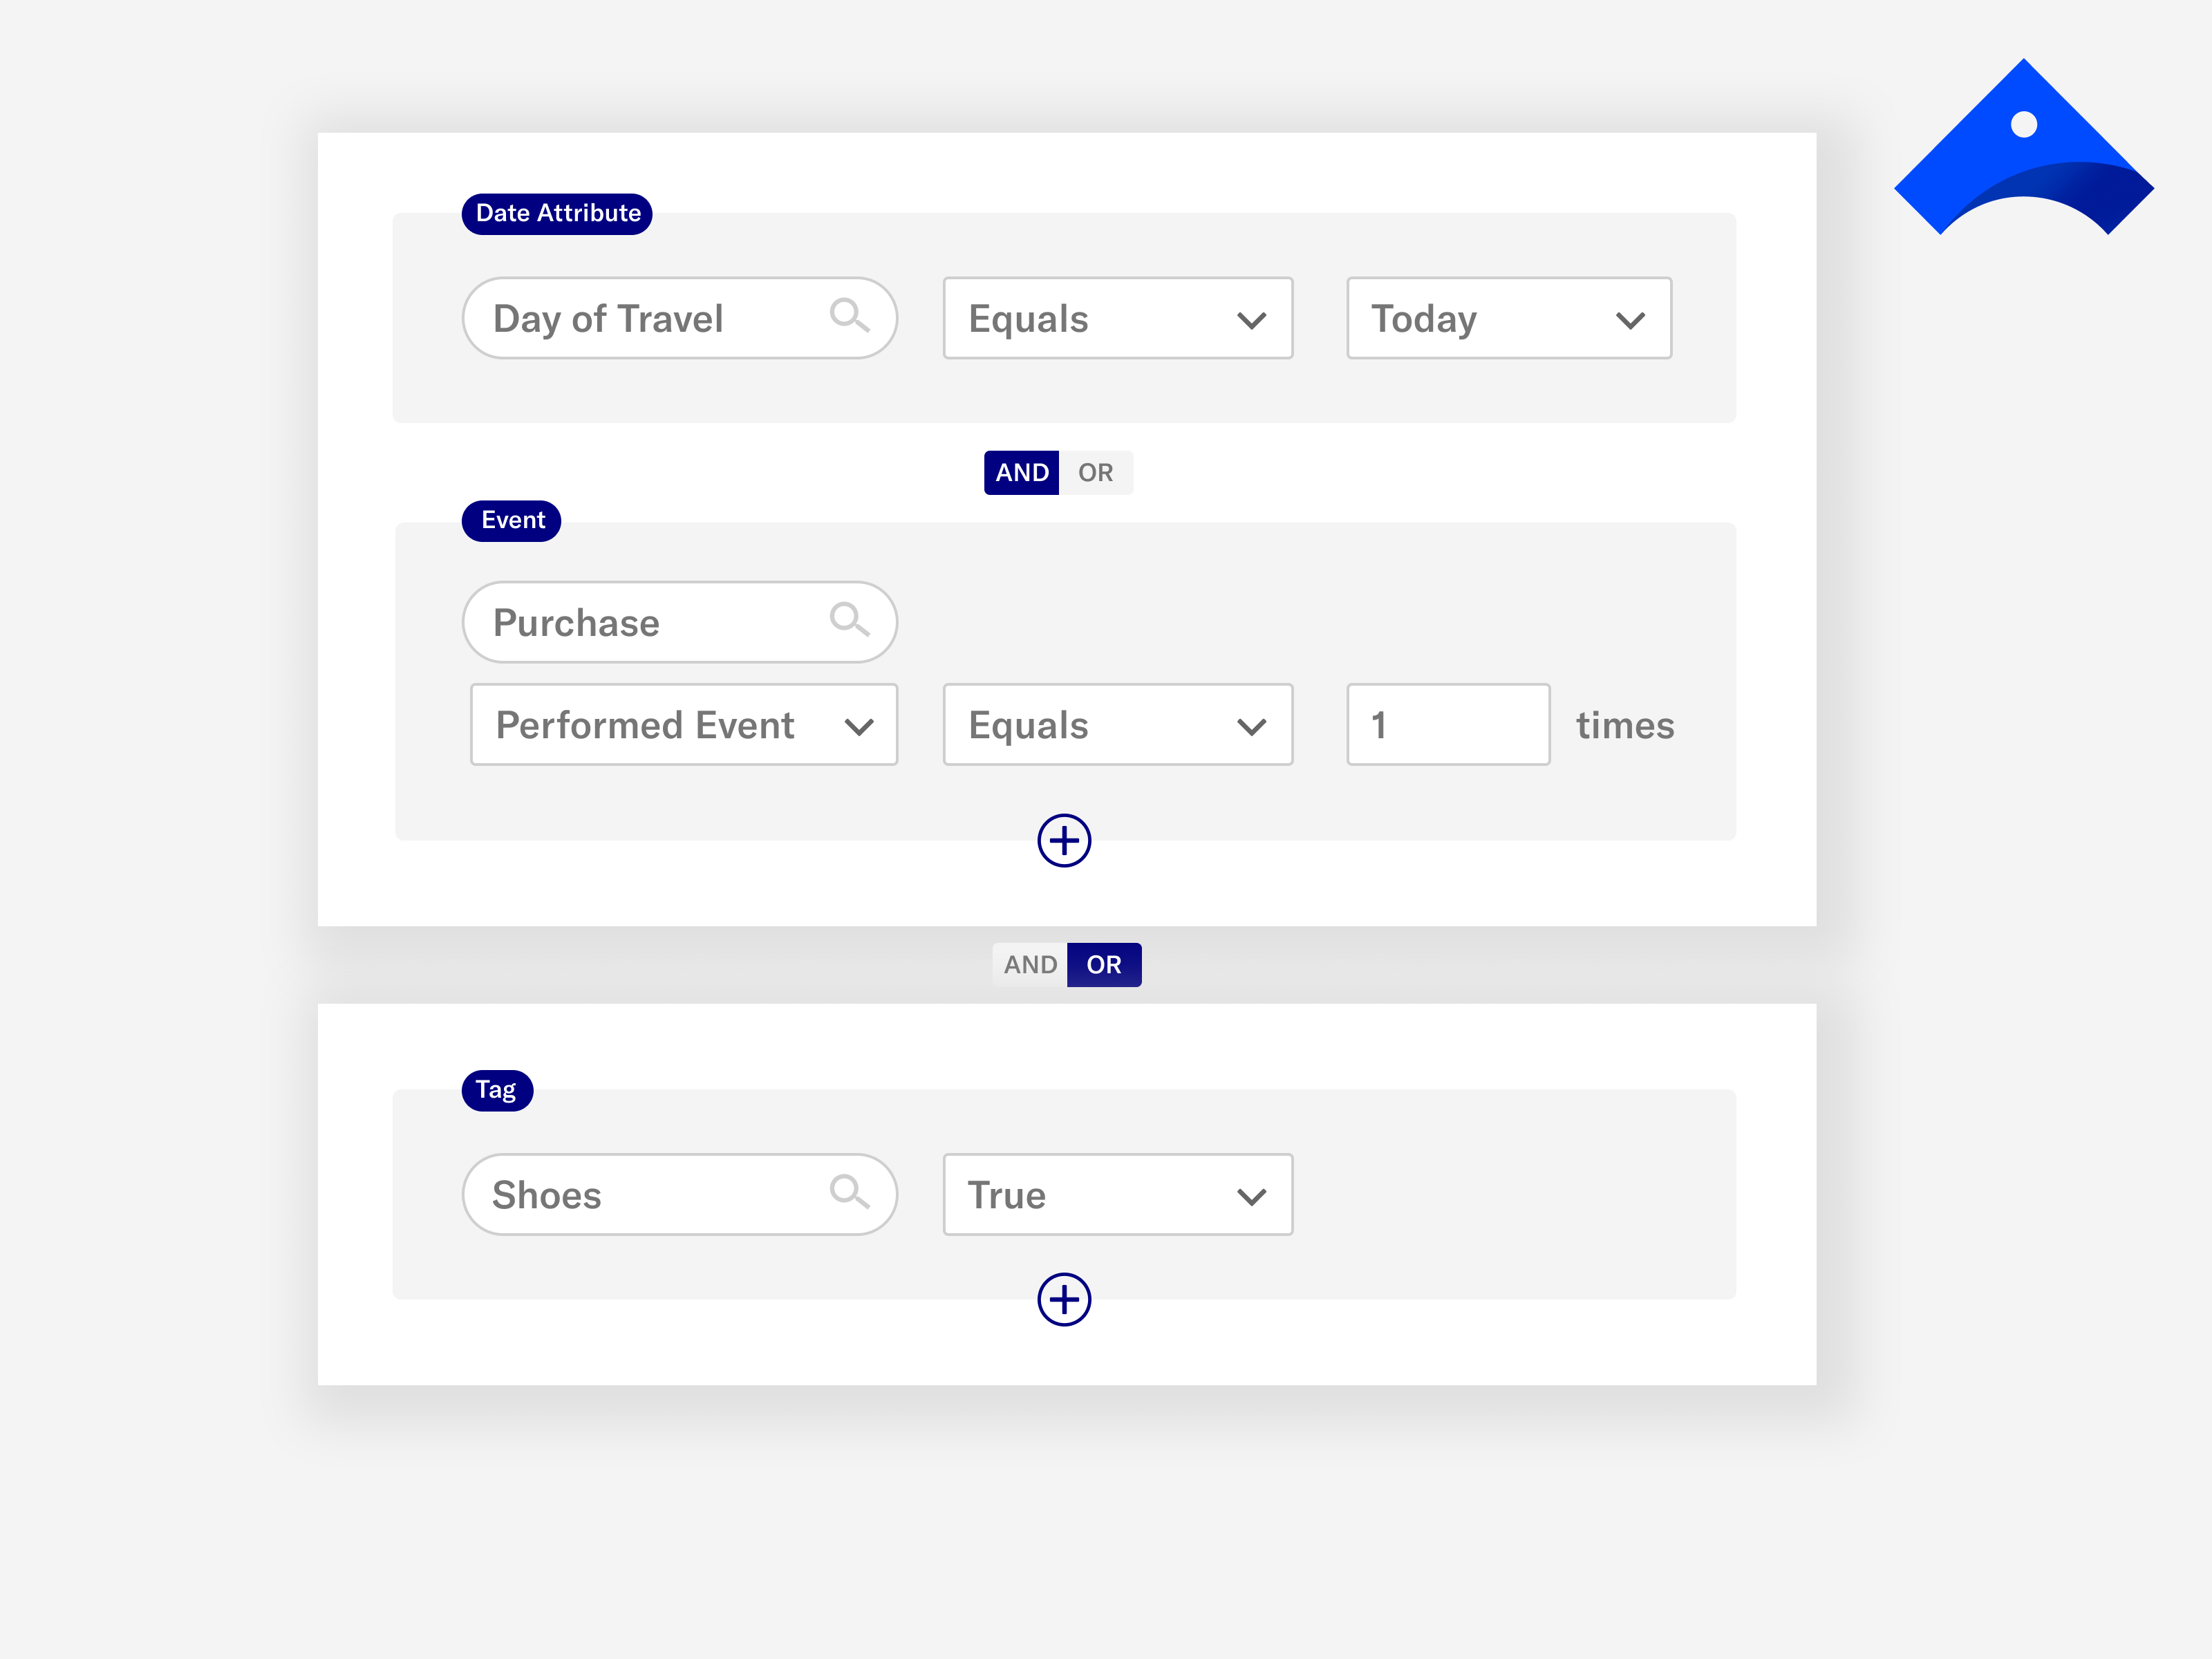 Date Attribute
Day of Travel Equals Today
AND OR
Event
Purchase
Performed Event Equals 1 times
AND OR
Tag
Shoes True